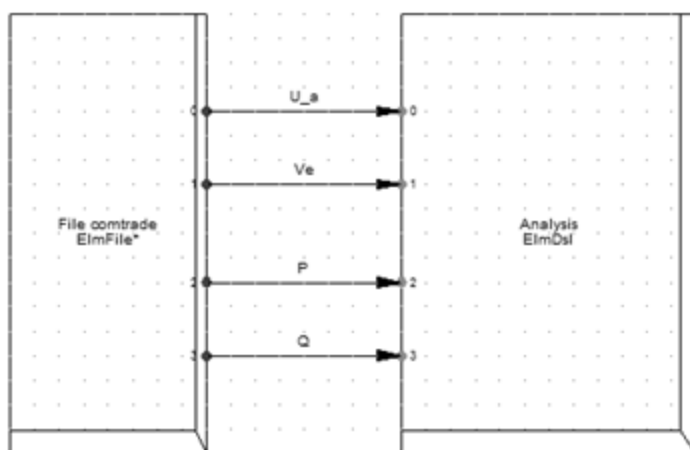 U_a
0 0
Ve
1 1
File comtrade
ElmFile*
Analysis
ElmDsl
P
2 2
Q
3 3